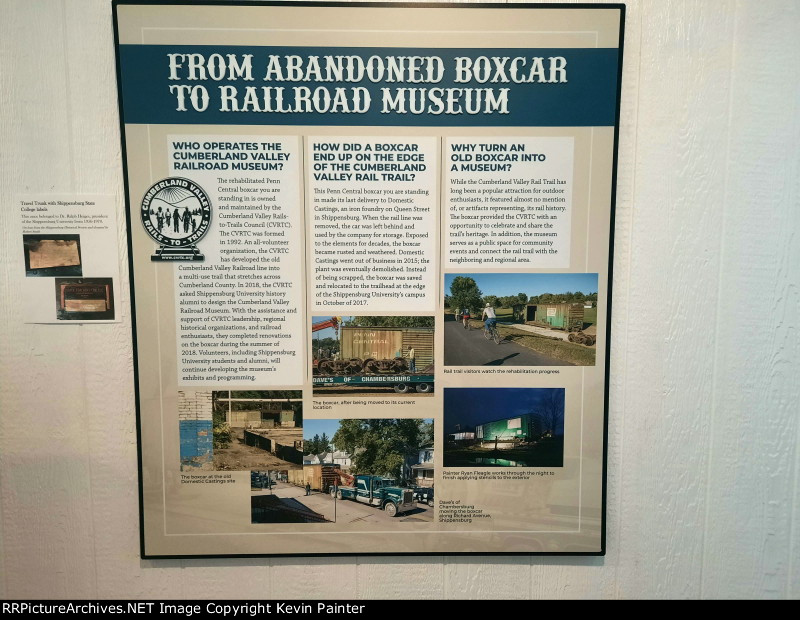 FROM ABANDONED BOXCAR
TO RAILROAD MUSEUM
Travel Trunk with Shippensburg State
College labels.
WHO OPERATES THE
CUMBERLAND VALLEY
RAILROAD MUSEUM?
CUMBERLAND VALLEY
RAILS-TO-TRAILS
www.cvrtc.org
The rehabilitated Penn
Central boxcar you are
standing in is owned
and maintained by the
Cumberland Valley Rails-
to-Trails Council (CVRTC).
The CVRTC was formed
in 1992. An all-volunteer
organization, the CVRTC
has developed the old
Cumberland Valley Railroad line into
a multi-use trail that stretches across
Cumberland County. In 2018, the CVRTC
asked Shippensburg University history
alumni to design the Cumberland Valley
Railroad Museum. With the assistance and
support of CVRTC leadership, regional
historical organizations, and railroad
enthusiasts, they completed renovations
on the boxcar during the summer of
2018. Volunteers, including Shippensburg
University students and alumni, will
continue developing the museum's
exhibits and programming.
The boxcar at the old
Domestic Castings site
HOW DID A BOXCAR
END UP ON THE EDGE
OF THE CUMBERLAND
VALLEY RAIL TRAIL?
This Penn Central boxcar you are standing
in made its last delivery to Domestic
Castings, an iron foundry on Queen Street
in Shippensburg. When the rail line was
removed, the car was left behind and
used by the company for storage. Exposed
to the elements for decades, the boxcar
became rusted and weathered. Domestic
Castings went out of business in 2015; the
plant was eventually demolished. Instead
of being scrapped, the boxcar was saved
and relocated to the trailhead at the edge
of the Shippensburg University's campus
in October of 2017.
DAVE'S OF CHAMBERSBURG
The boxcar, after being moved to its current
location
WHY TURN AN
OLD BOXCAR INTO
A MUSEUM?
While the Cumberland Valley Rail Trail has
long been a popular attraction for outdoor
enthusiasts, it featured almost no mention
of, or artifacts representing, its rail history.
The boxcar provided the CVRTC with an
opportunity to celebrate and share the
trail's heritage. In addition, the museum
serves as a public space for community
events and connect the rail trail with the
neighboring and regional area.
Rail trail visitors watch the rehabilitation progress
Painter Ryan Fleagle works through the night to
finish applying stencils to the exterior
Dave's of
Chambersburg
moving the boxcar
along Richard Avenue,
Shippensburg
RGPictureArchives.NET Image Copyright Kevin Painter